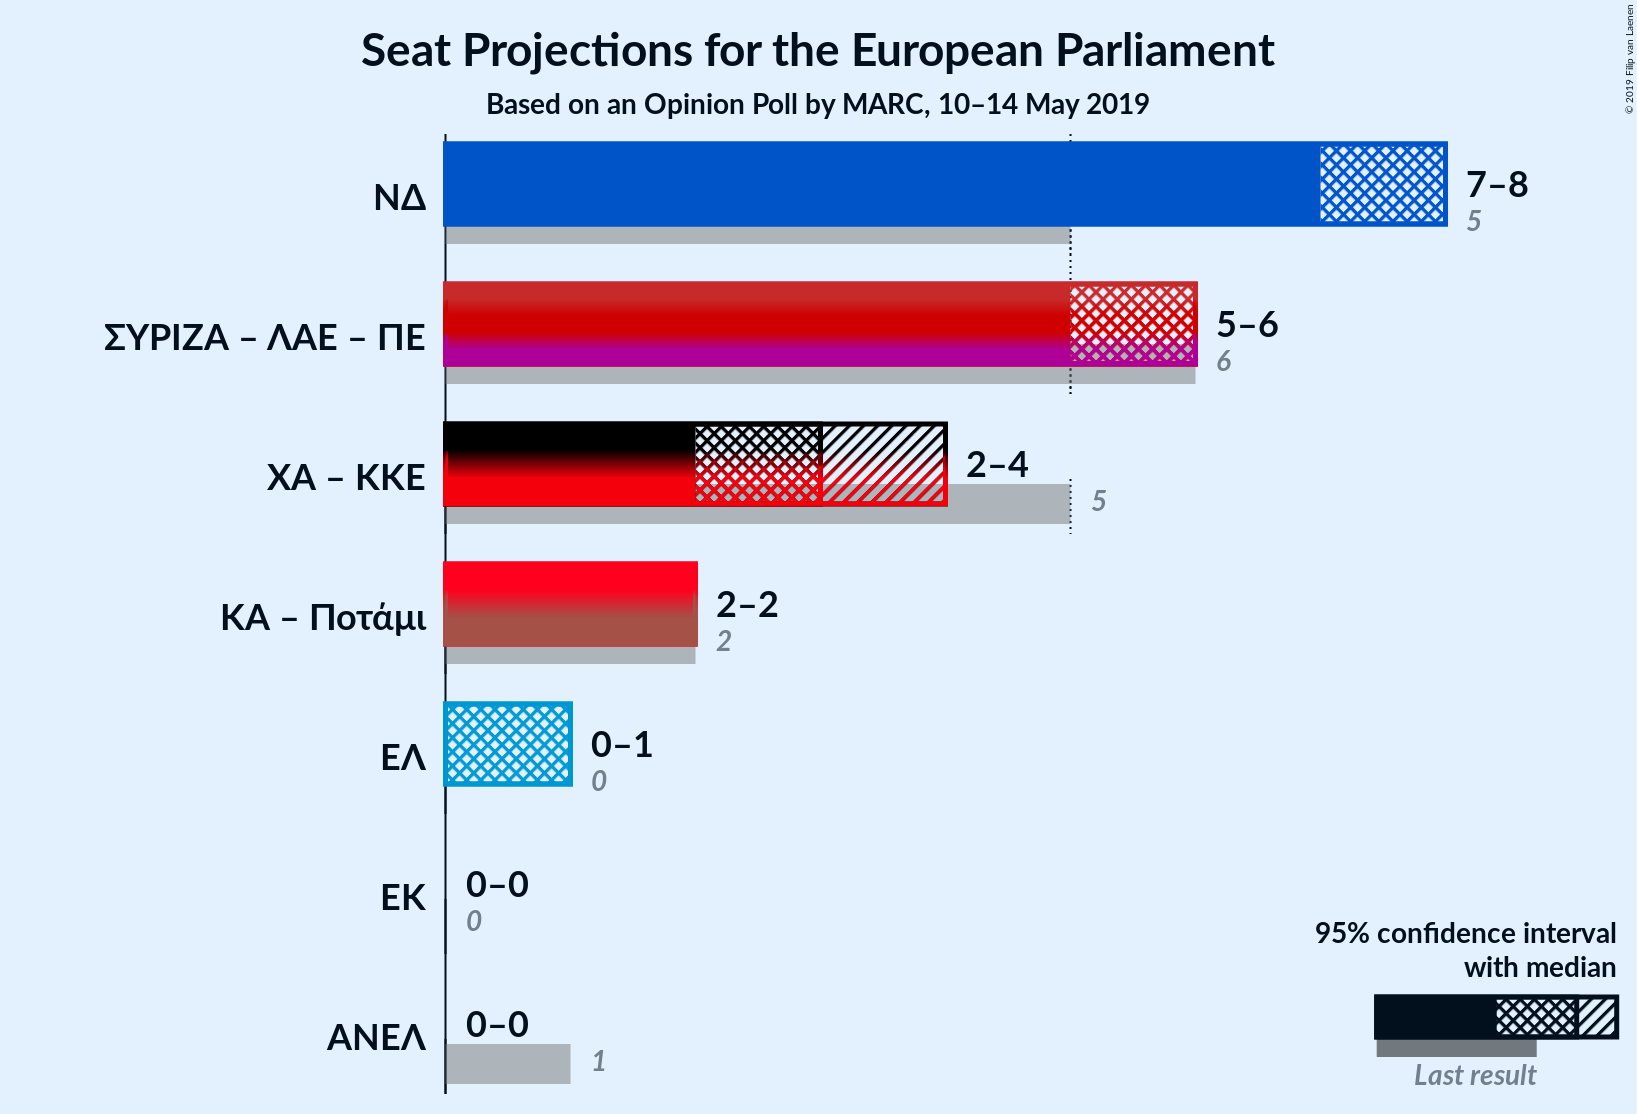 Seat Projections for the European Parliament
Based on an Opinion Poll by MARC, 10–14 May 2019
© 2019 Filip van Laenen
ΝΔ
7–8
5
ΣΥΡΙΖΑ – ΛΑΕ – ΠΕ
5–6
6
ΧΑ – ΚΚΕ
2–4
5
ΚΑ – Ποτάμι
2–2
2
ΕΛ
0–1
0
ΕΚ
0–0
0
ΑΝΕΛ
0–0
1
95% confidence interval
with median
Last result